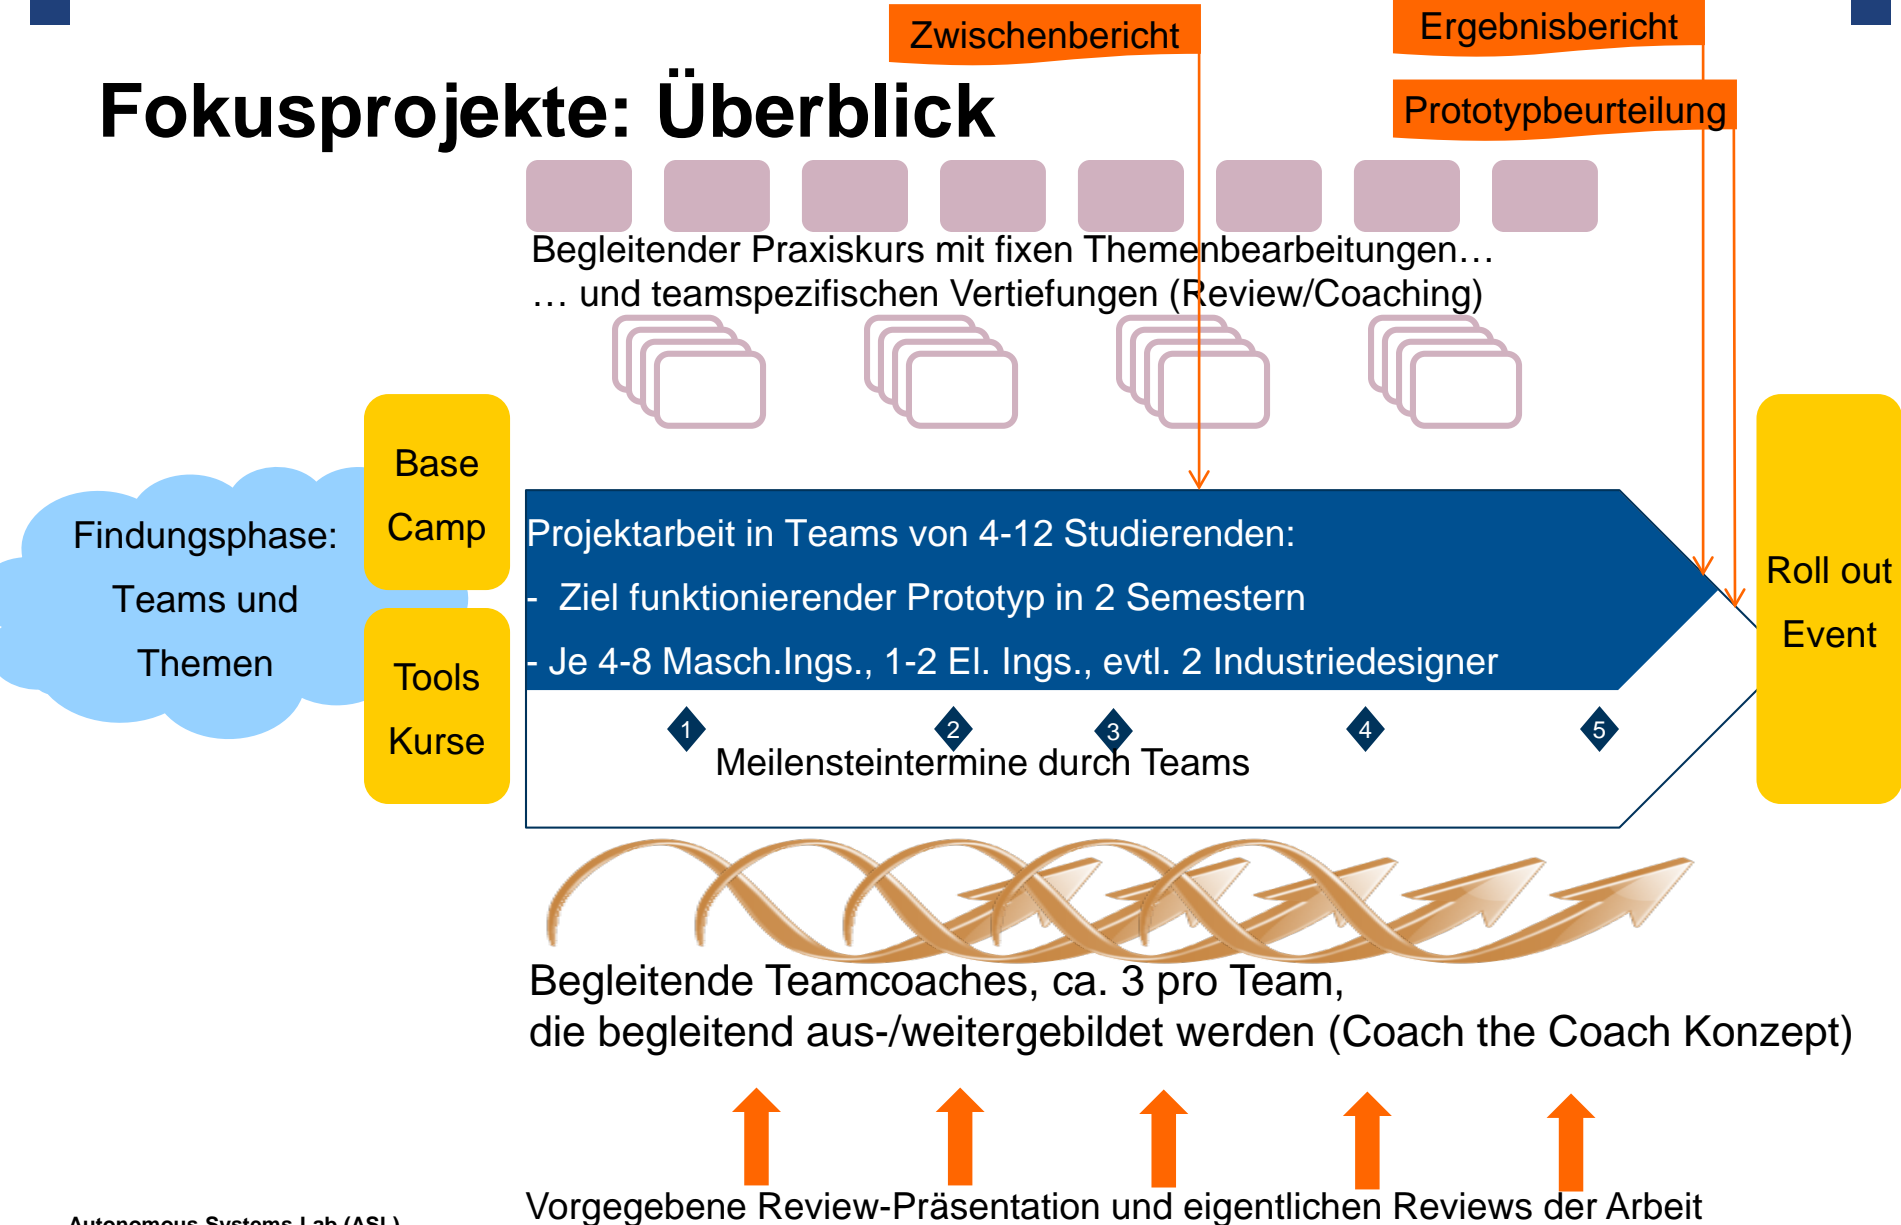 Zwischenbericht
Ergebnisbericht
Fokusprojekte: Überblick
Prototypbeurteilung
Begleitender Praxiskurs mit fixen Themenbearbeitungen…
… und teamspezifischen Vertiefungen (Review/Coaching)
Findungsphase:
Teams und
Themen
Base
Camp
Tools
Kurse
Projektarbeit in Teams von 4-12 Studierenden:
- Ziel funktionierender Prototyp in 2 Semestern
- Je 4-8 Masch.Ings., 1-2 El. Ings., evtl. 2 Industriedesigner
Roll out
Event
1 2 3 4 5
Meilensteintermine durch Teams
Begleitende Teamcoaches, ca. 3 pro Team,
die begleitend aus-/weitergebildet werden (Coach the Coach Konzept)
Vorgegebene Review-Präsentation und eigentlichen Reviews der Arbeit
Autonomous Systems Lab (ASL)